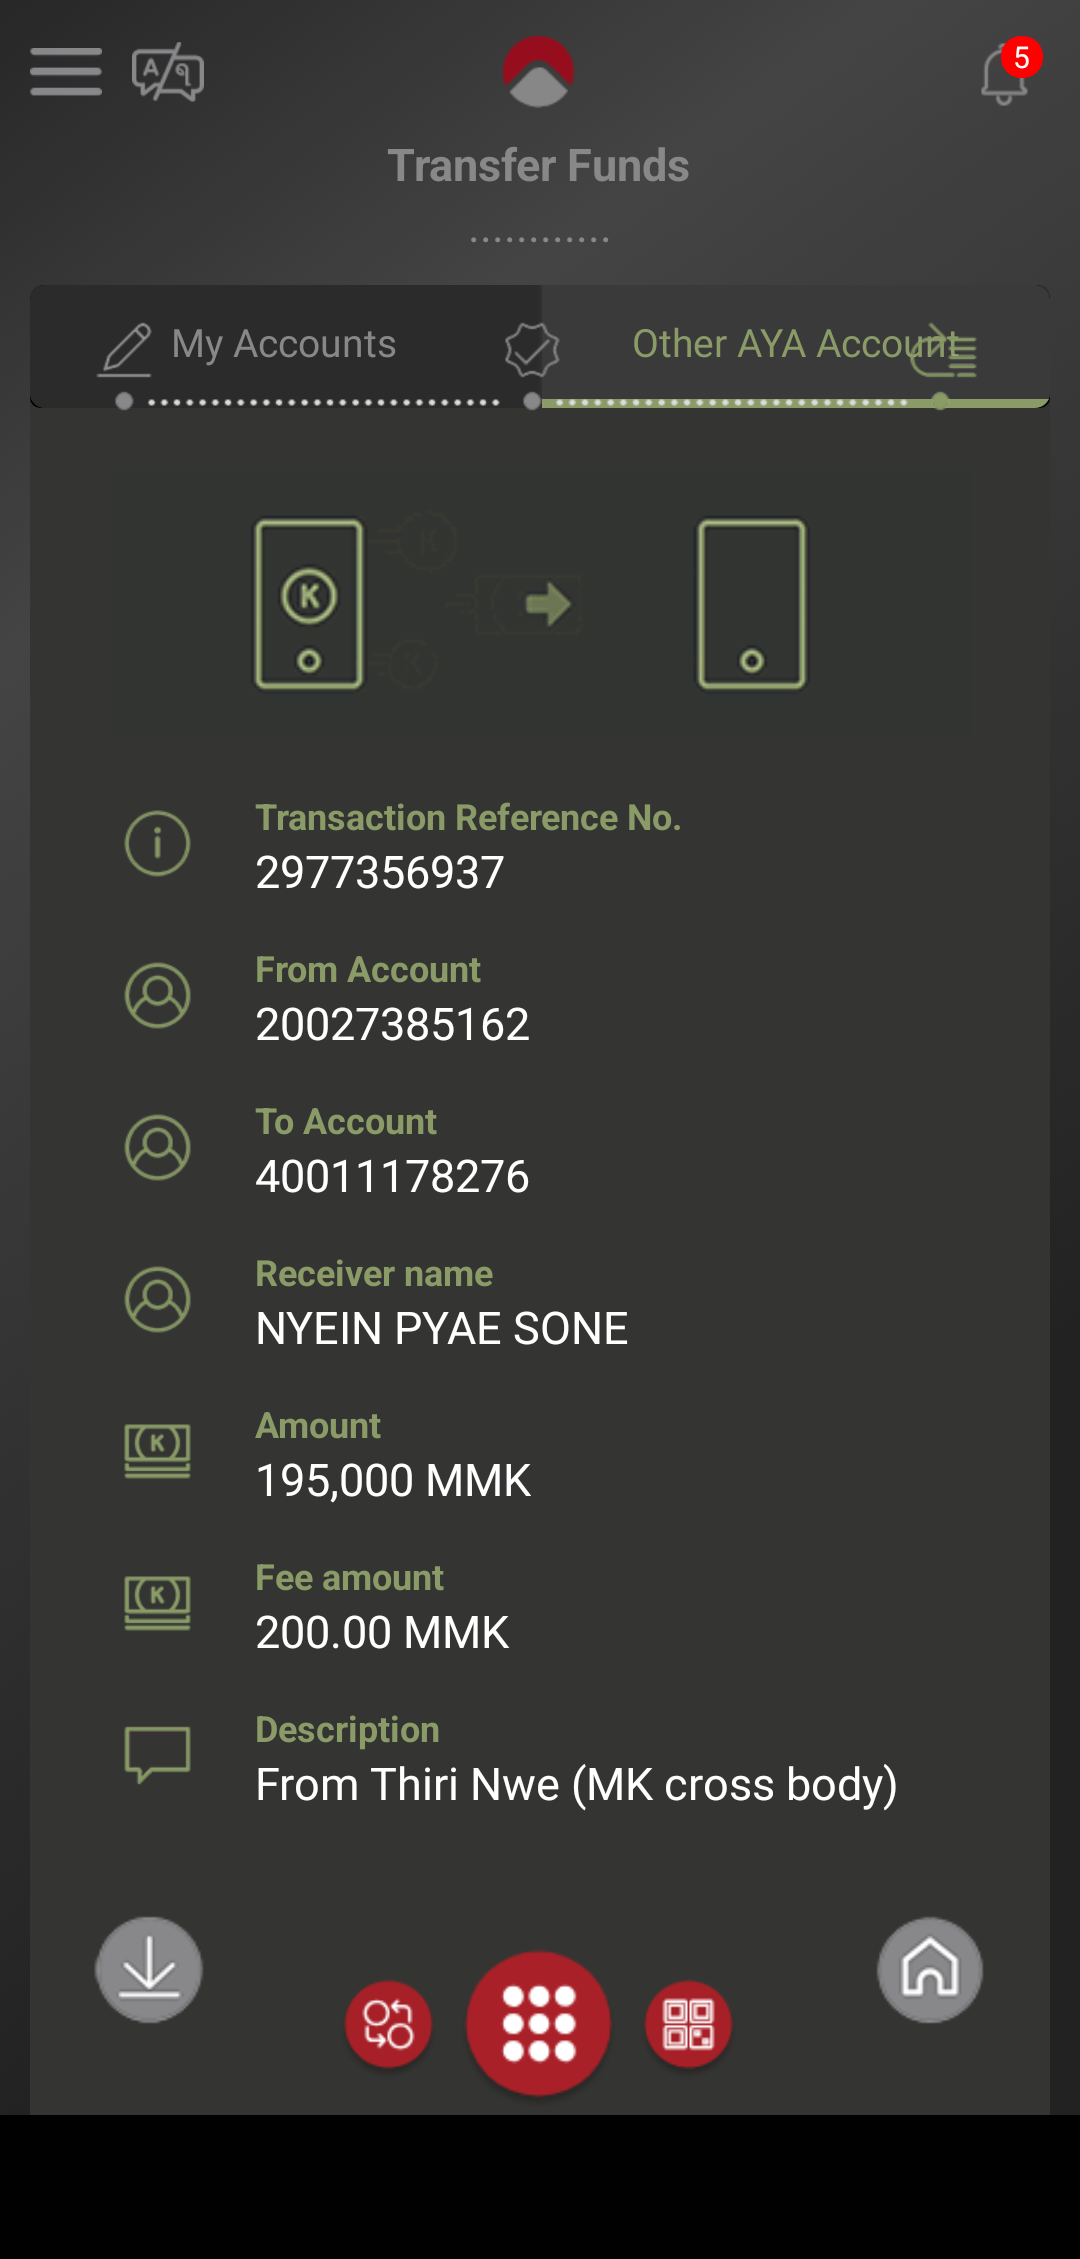 5
Transfer Funds
My Accounts
Other AYA Account
Transaction Reference No.
2977356937
From Account
20027385162
To Account
40011178276
Receiver name
NYEIN PYAE SONE
Amount
195,000 MMK
Fee amount
200.00 MMK
Description
From Thiri Nwe (MK cross body)